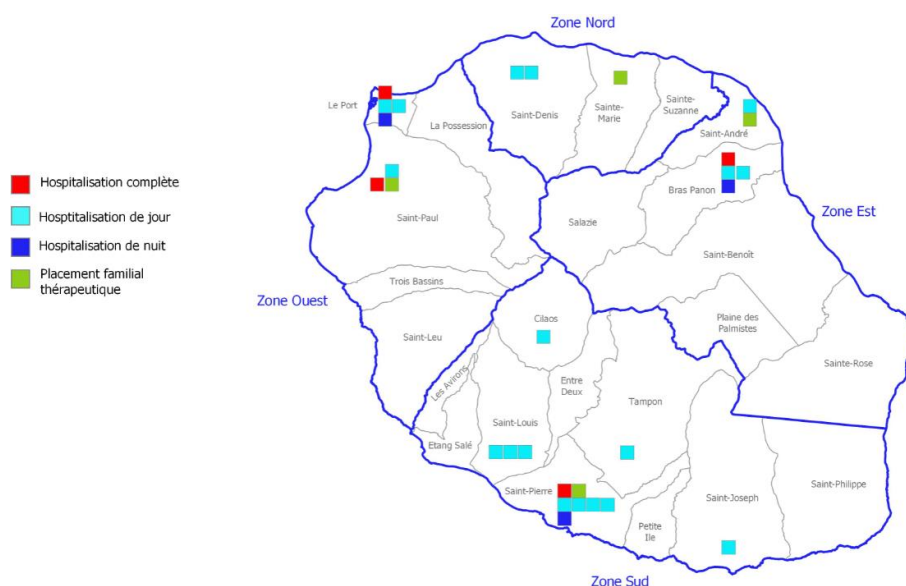 Zone Nord
Le Port
La Possession
Saint-Denis
Sainte-
Marie
Sainte-
Suzanne
Saint-André
Hospitalisation complète
Hosptitalisation de jour
Hospitalisation de nuit
Placement familial
thérapeutique
Bras Panon
Saint-Paul
Salazie
Zone Est
Saint-Benoît
Trois Bassins
Zone Ouest
Cilaos
Plaine des
Palmistes
Saint-Leu
Sainte-Rose
Les Avirons
Entre
Deux
Tampon
Saint-Louis
Etang Salé
Saint-Pierre
Saint-Joseph
Saint-Philippe
Petite
Ile
Zone Sud